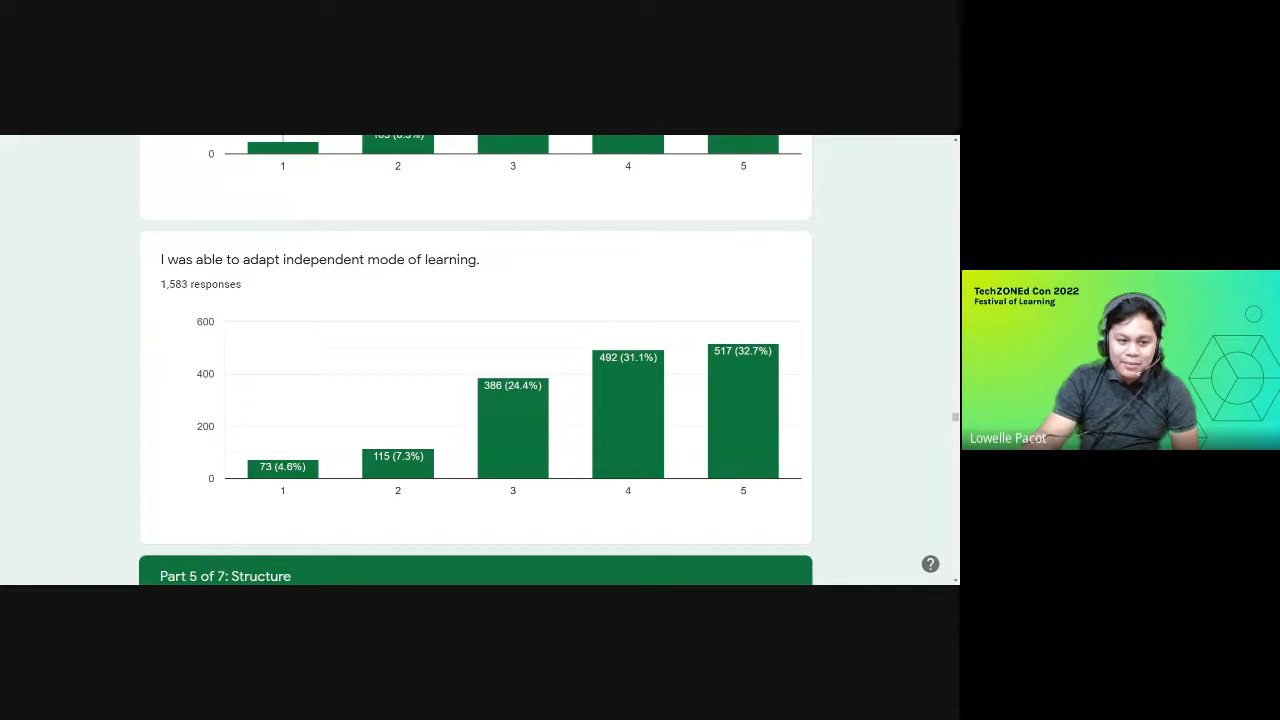 0
1 2 3 4 5
I was able to adapt independent mode of learning.
1,583 responses
600
400
200
0
73 (4.6%)
115 (7.3%)
386 (24.4%)
492 (31.1%)
517 (32.7%)
1 2 3 4 5
Part 5 of 7: Structure
?
TechZONEd Con 2022
Festival of Learning
Lowelle Pacot